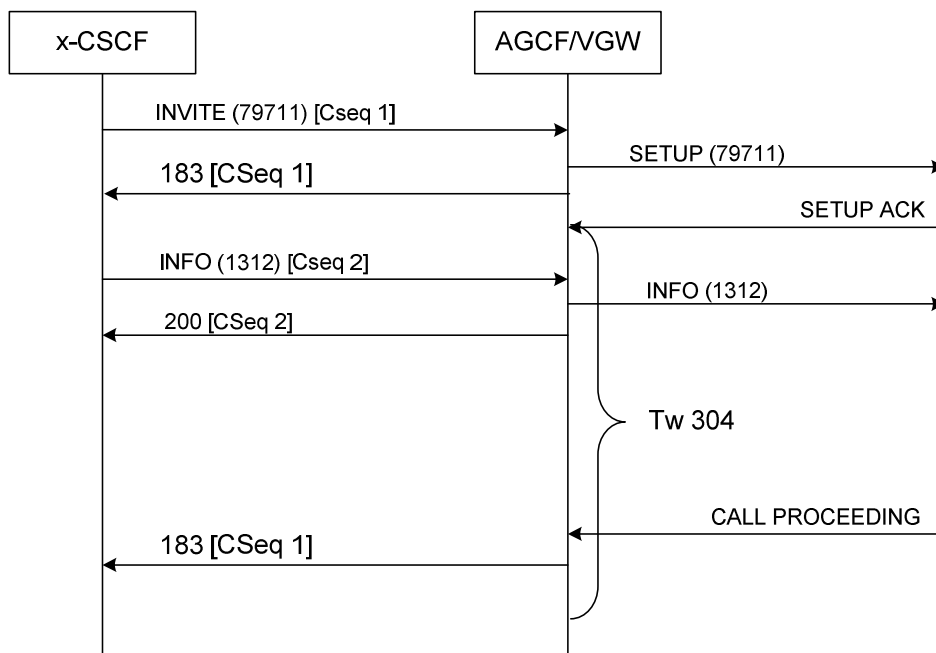 x-CSCF
AGCF/VGW
INVITE (79711) [Cseq 1]
SETUP (79711)
183 [CSeq 1]
SETUP ACK
INFO (1312) [Cseq 2]
INFO (1312)
200 [CSeq 2]
Tw 304
CALL PROCEEDING
183 [CSeq 1]